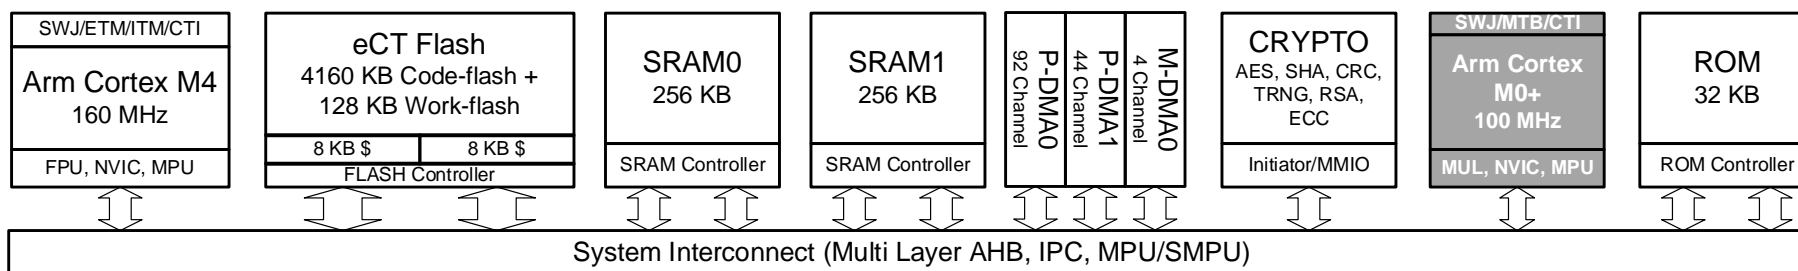 SWJ/ETM/ITM/CTI
Arm Cortex M4
160 MHz
FPU, NVIC, MPU
eCT Flash
4160 KB Code-flash +
128 KB Work-flash
8 KB $
8 KB $
FLASH Controller
SRAM0
256 KB
SRAM Controller
SRAM1
256 KB
SRAM Controller
P-DMA0
92 Channel
P-DMA1
44 Channel
M-DMA0
4 Channel
CRYPTO
AES, SHA, CRC,
TRNG, RSA,
ECC
Initiator/MMIO
SWJ/MTB/CTI
Arm Cortex
M0+
100 MHz
MUL, NVIC, MPU
ROM
32 KB
ROM Controller
System Interconnect (Multi Layer AHB, IPC, MPU/SMPU)